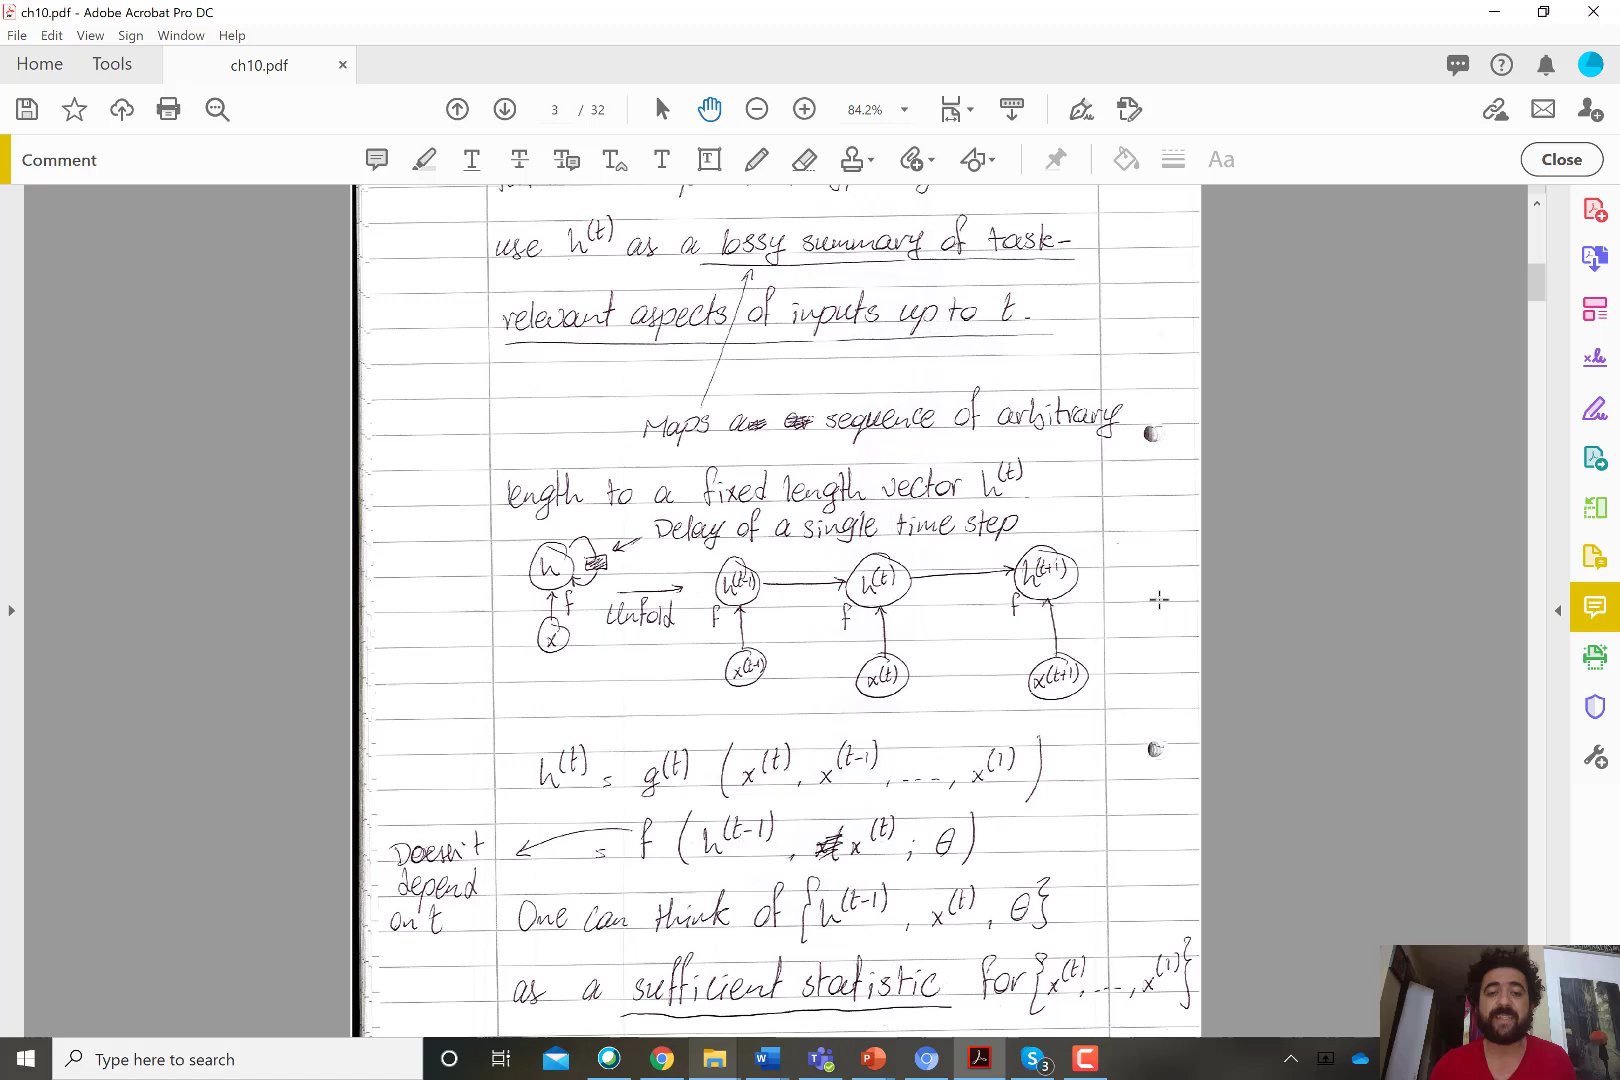 ch10.pdf - Adobe Acrobat Pro DC
File Edit View Sign Window Help
Home Tools ch10.pdf ×
3 / 32 84.2%
Comment Aa Close
use h^(t) as a lossy summary of task-
relevant aspects of inputs up to t.
Maps a sequence of arbitrary
length to a fixed length vector h^(t)
Delay of a single time step
h f x Unfold
h^(t-1) h^(t) h^(t+1)
f f f
x^(t-1) x^(t) x^(t+1)
h^(t) = g^(t) (x^(t), x^(t-1), ...., x^(1))
= f (h^(t-1), x^(t); θ)
Doesn't
depend
on t
One can think of {h^(t-1), x^(t), θ}
as a sufficient statistic for {x^(t), ..., x^(1)}
Type here to search
3